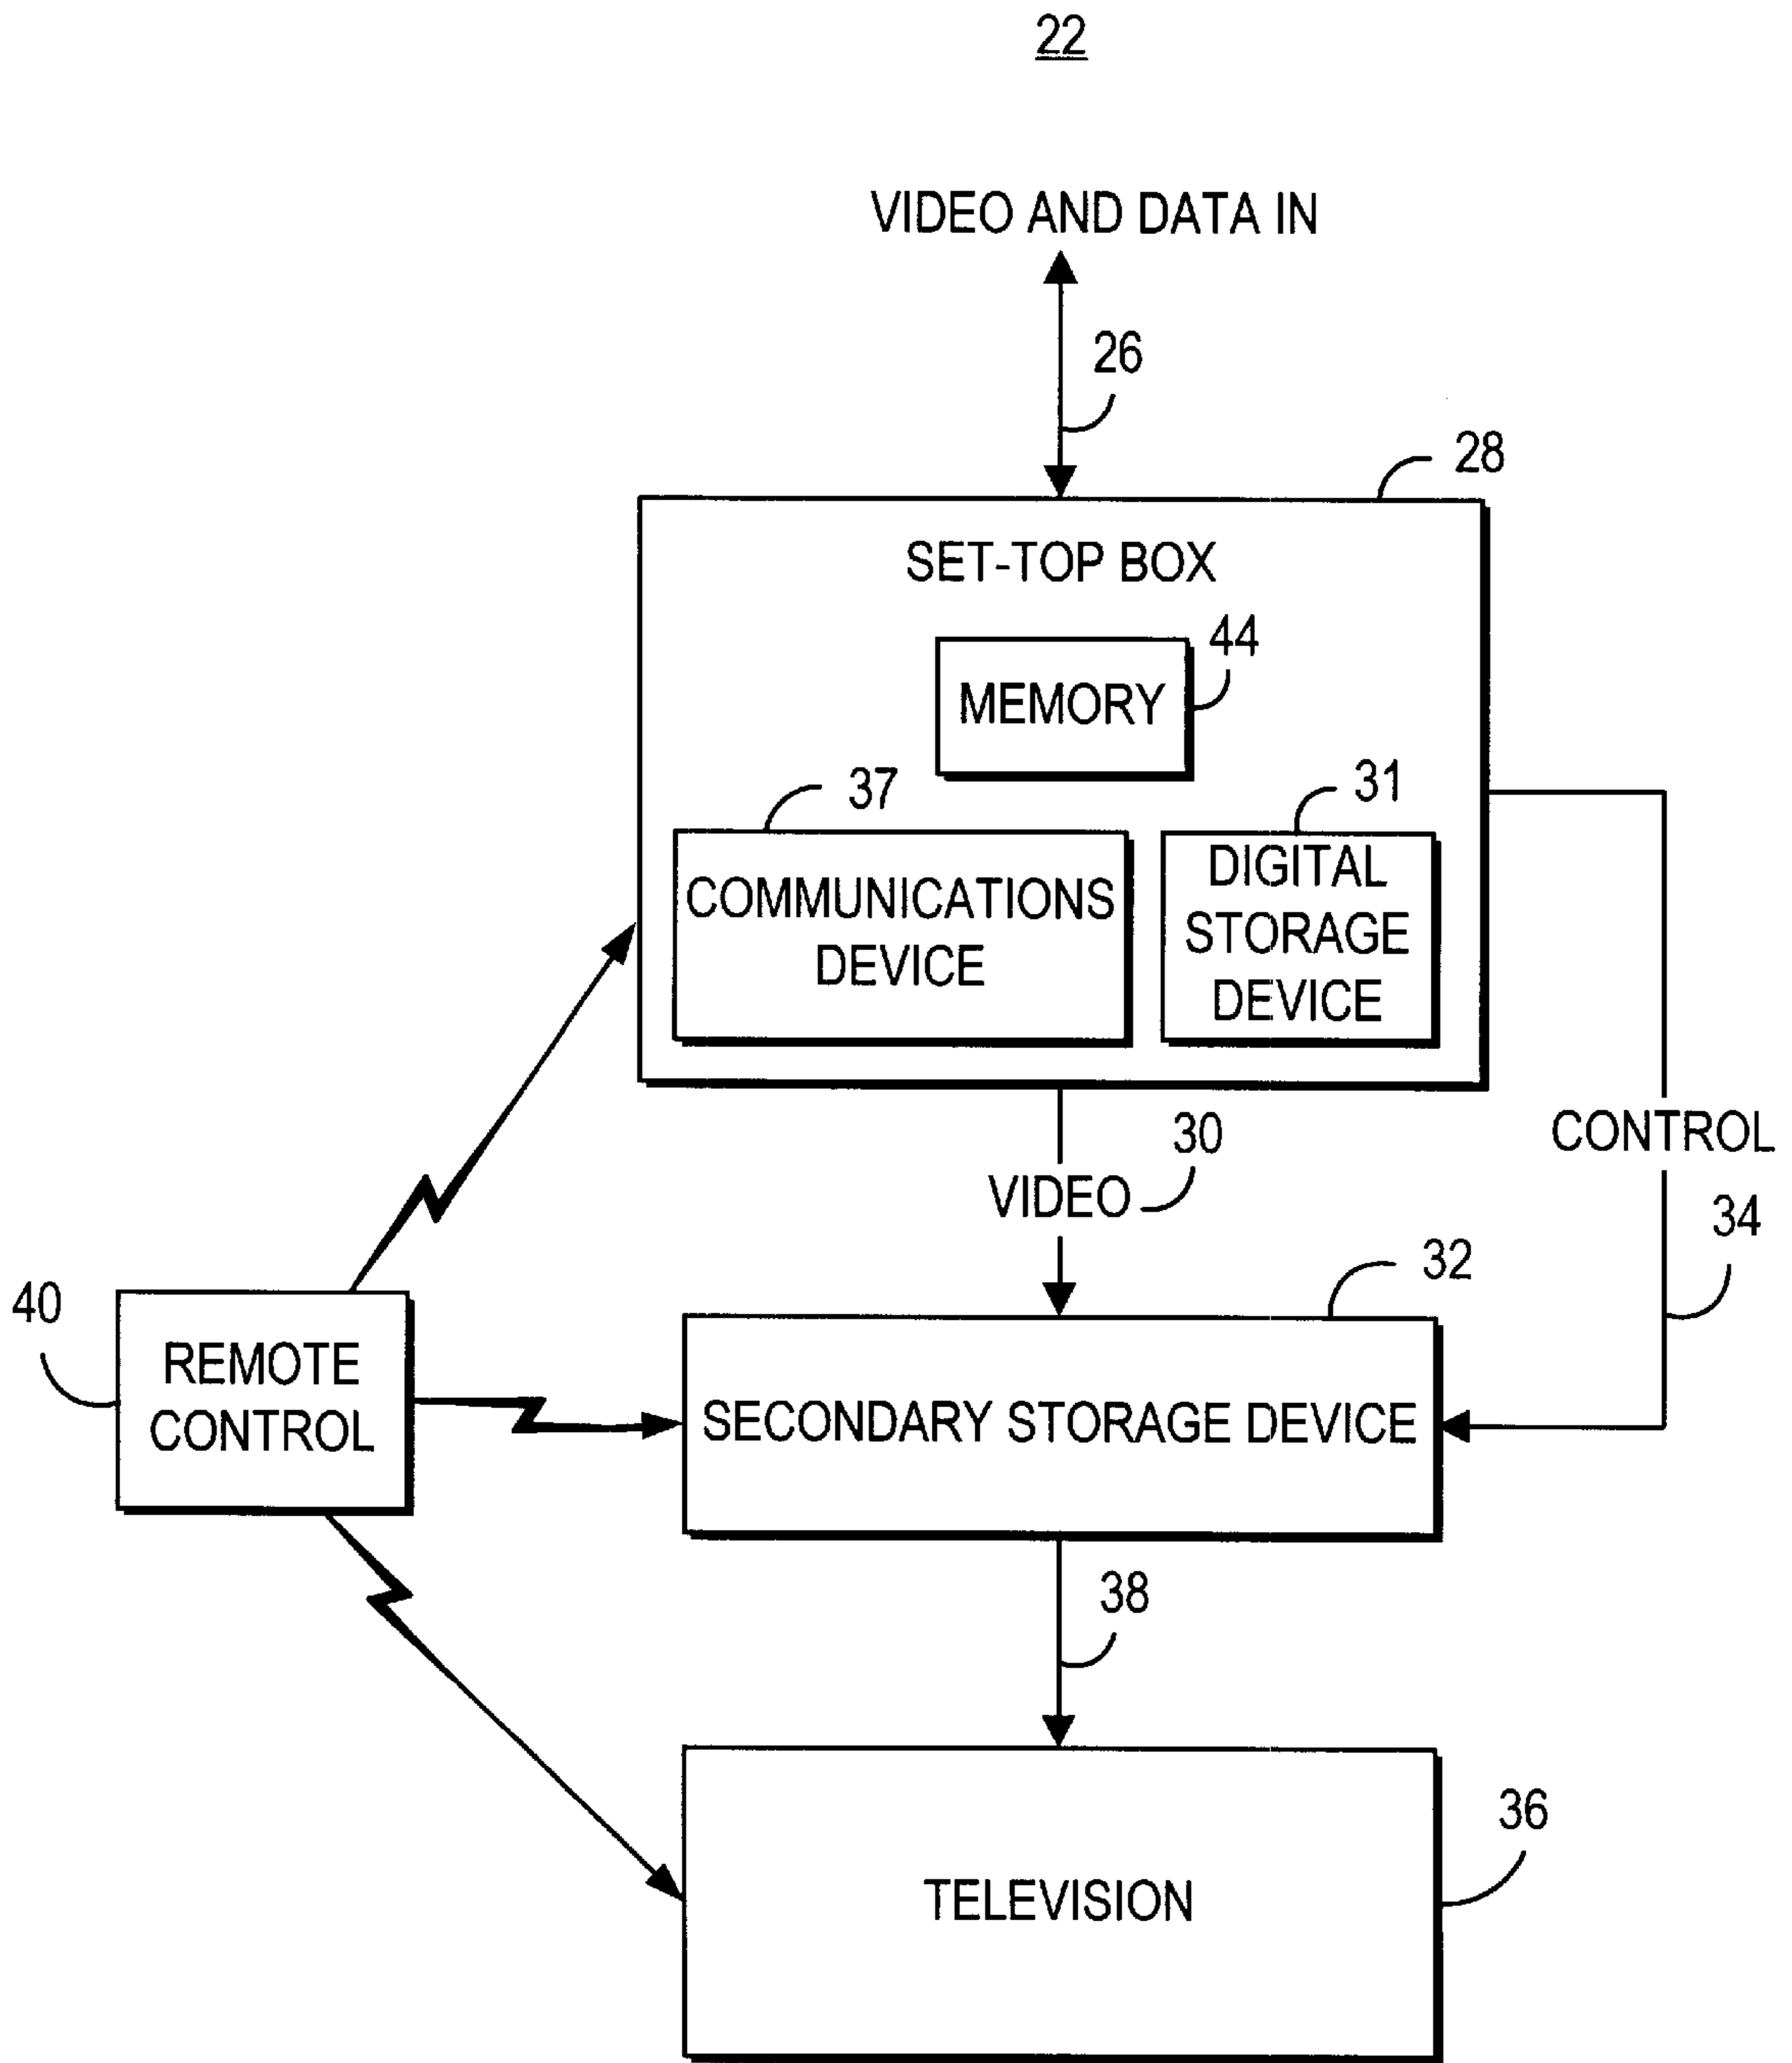 22
VIDEO AND DATA IN
26
28
SET-TOP BOX
44
MEMORY
37
31
COMMUNICATIONS
DEVICE
DIGITAL
STORAGE
DEVICE
30
VIDEO
CONTROL
34
32
40
REMOTE
CONTROL
SECONDARY STORAGE DEVICE
38
36
TELEVISION